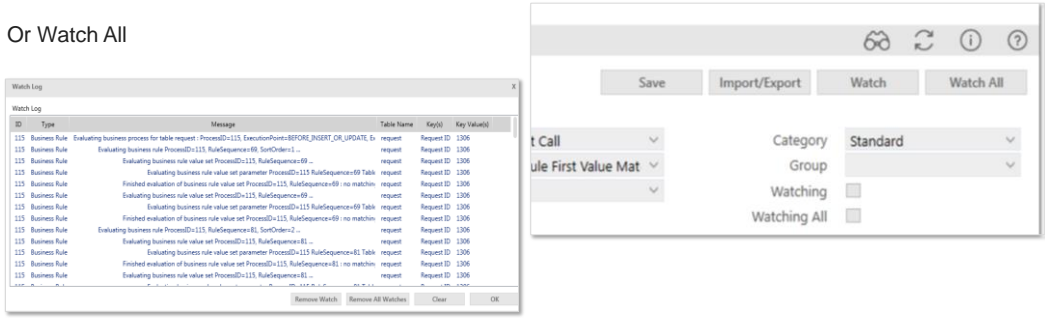 Or Watch All
Watch Log X
Watch Log
ID Type Message Table Name Key(s) Key Value(s)
115 Business Rule Evaluating business process for table request : ProcessID=115, ExecutionPoint=BEFORE_INSERT_OR_UPDATE, Ex request Request ID 1306
115 Business Rule Evaluating business rule ProcessID=115, RuleSequence=69, SortOrder=1 ... request Request ID 1306
115 Business Rule Evaluating business rule value set ProcessID=115, RuleSequence=69 ... request Request ID 1306
115 Business Rule Evaluating business rule value set parameter ProcessID=115 RuleSequence=69 Table request Request ID 1306
115 Business Rule Finished evaluation of business rule value set ProcessID=115, RuleSequence=69 : no matching request Request ID 1306
115 Business Rule Evaluating business rule value set ProcessID=115, RuleSequence=69 ... request Request ID 1306
115 Business Rule Evaluating business rule value set parameter ProcessID=115 RuleSequence=69 Table request Request ID 1306
115 Business Rule Finished evaluation of business rule value set ProcessID=115, RuleSequence=69 : no matching request Request ID 1306
115 Business Rule Evaluating business rule ProcessID=115, RuleSequence=81, SortOrder=2 ... request Request ID 1306
115 Business Rule Evaluating business rule value set ProcessID=115, RuleSequence=81 ... request Request ID 1306
115 Business Rule Evaluating business rule value set parameter ProcessID=115 RuleSequence=81 Table request Request ID 1306
115 Business Rule Finished evaluation of business rule value set ProcessID=115, RuleSequence=81 : no matching request Request ID 1306
115 Business Rule Evaluating business rule value set ProcessID=115, RuleSequence=81 ... request Request ID 1306
Remove Watch Remove All Watches Clear OK
Save Import/Export Watch Watch All
t Call Category Standard
ule First Value Mat Group
Watching
Watching All